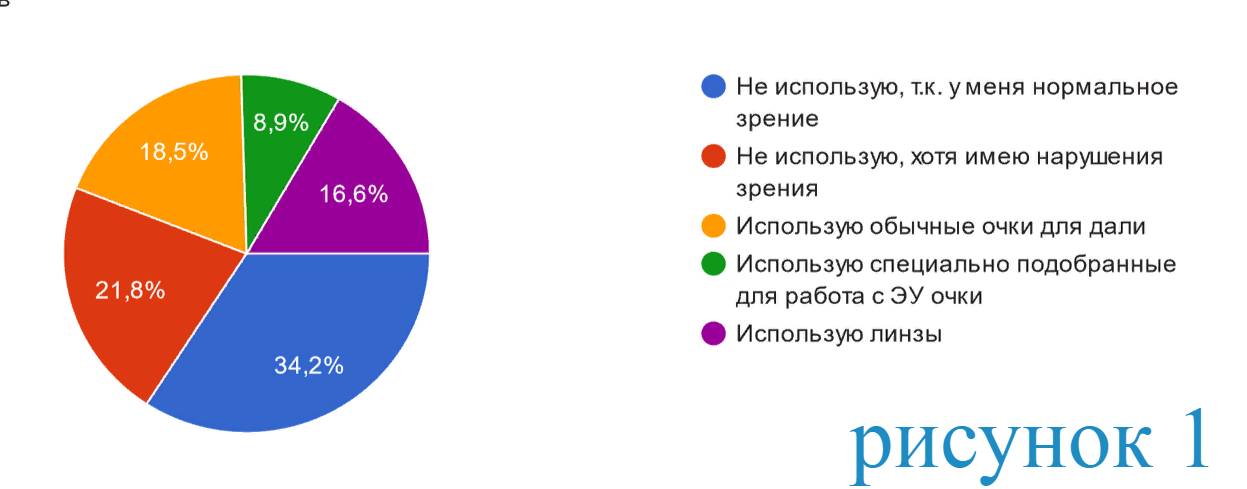 8,9%
18,5%
16,6%
21,8%
34,2%
Не использую, т.к. у меня нормальное
зрение
Не использую, хотя имею нарушения
зрения
Использую обычные очки для дали
Использую специально подобранные
для работа с ЭУ очки
Использую линзы
рисунок 1